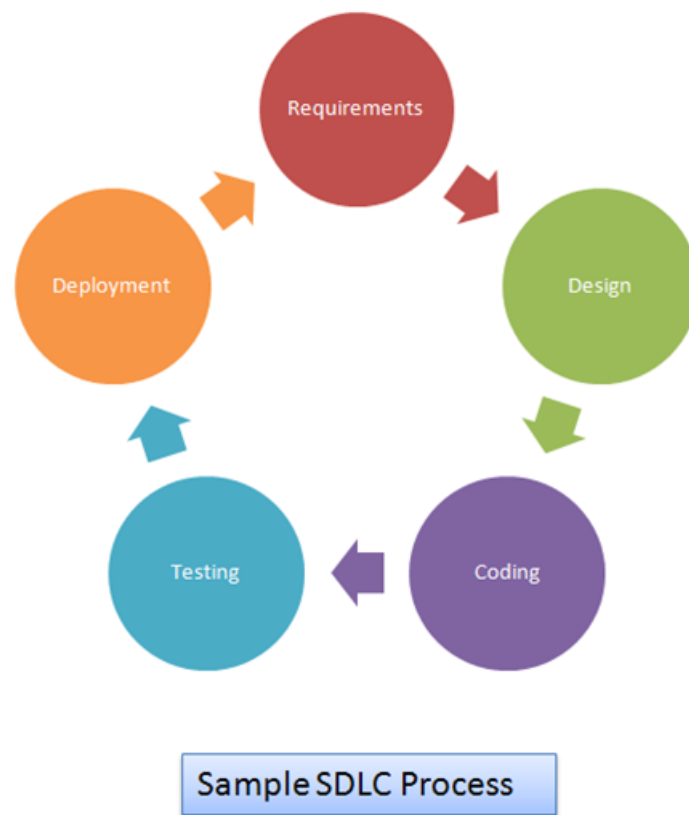 Requirements
Design
Coding
Testing
Deployment
Sample SDLC Process